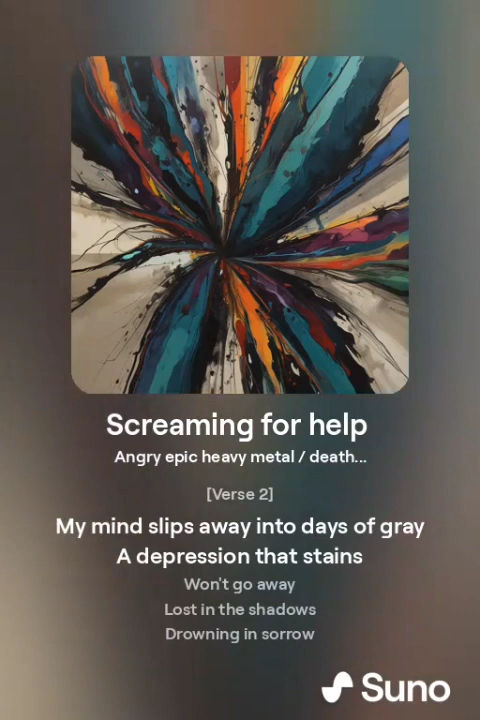 Screaming for help
Angry epic heavy metal / death...
[Verse 2]
My mind slips away into days of gray
A depression that stains
Won't go away
Lost in the shadows
Drowning in sorrow
Suno